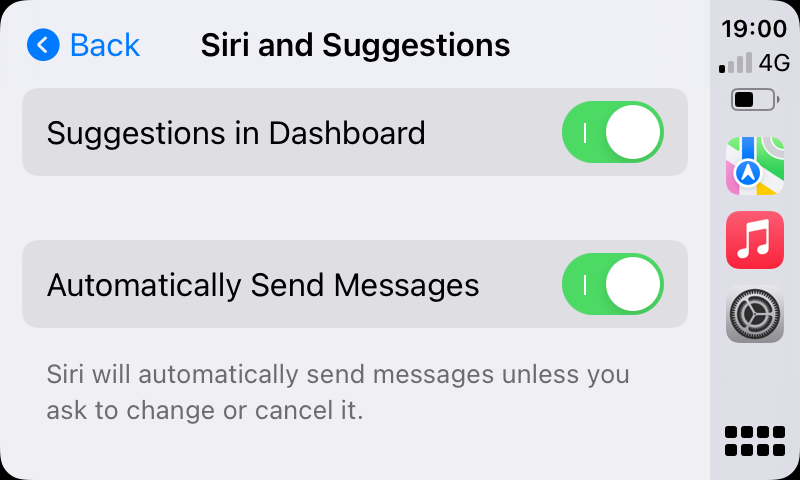 Back
Siri and Suggestions
19:00
4G
Suggestions in Dashboard
Automatically Send Messages
Siri will automatically send messages unless you
ask to change or cancel it.